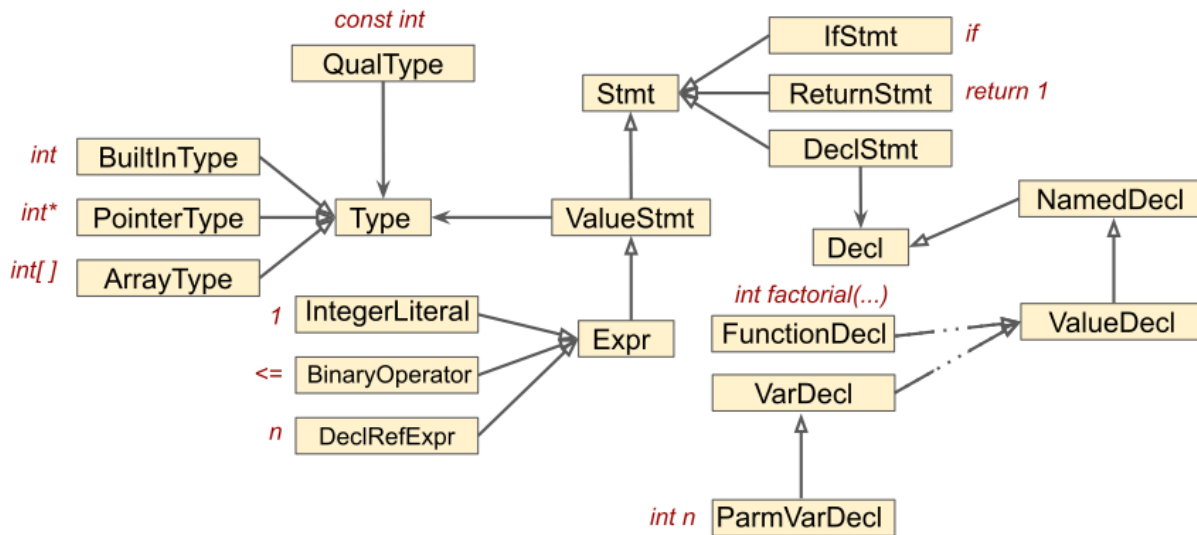 const int
QualType
IfStmt
if
Stmt
ReturnStmt
return 1
int
BuiltInType
DeclStmt
int*
PointerType
Type
ValueStmt
NamedDecl
Decl
int[ ]
ArrayType
int factorial(...)
1
IntegerLiteral
Expr
FunctionDecl
ValueDecl
<=
BinaryOperator
VarDecl
n
DeclRefExpr
int n
ParmVarDecl